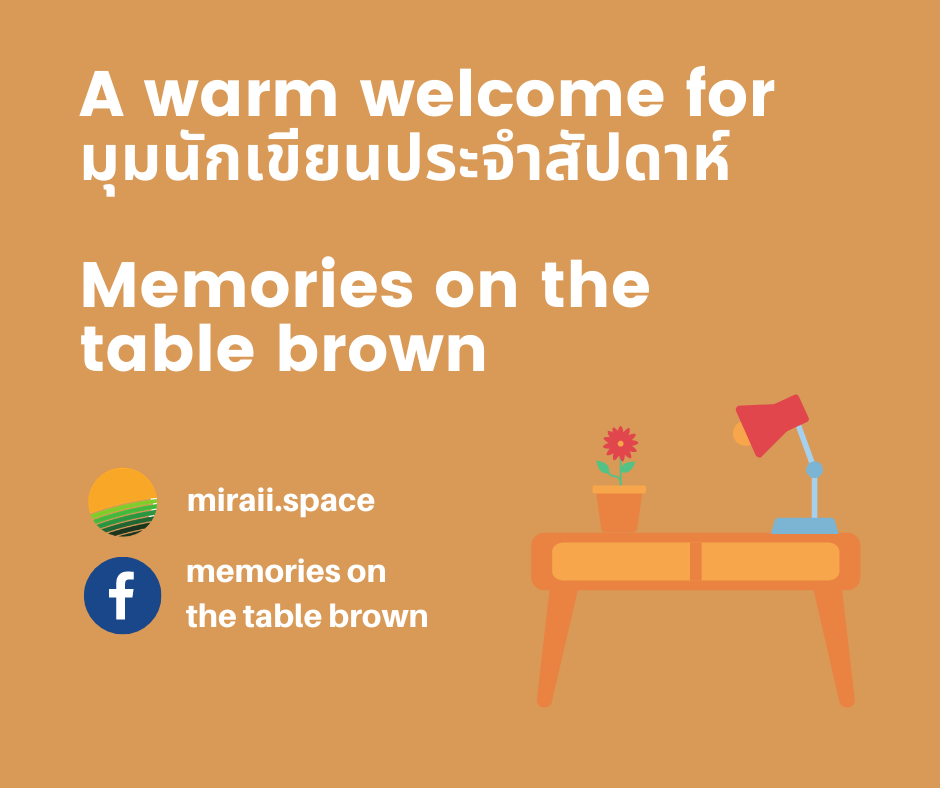 A warm welcome for
มุมนักเขียนประจำสัปดาห์
Memories on the
table brown
miraii.space
memories on
the table brown